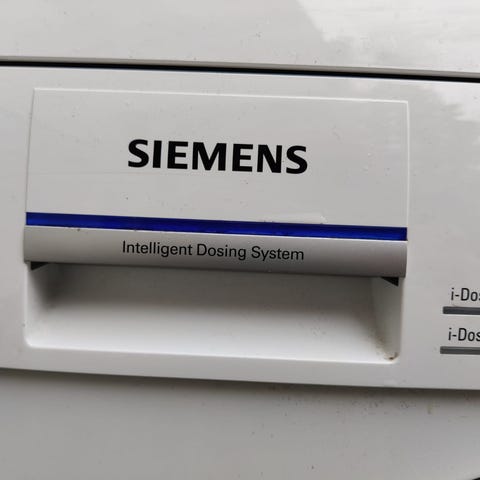 SIEMENS
Intelligent Dosing System
i-Dos
i-Dos